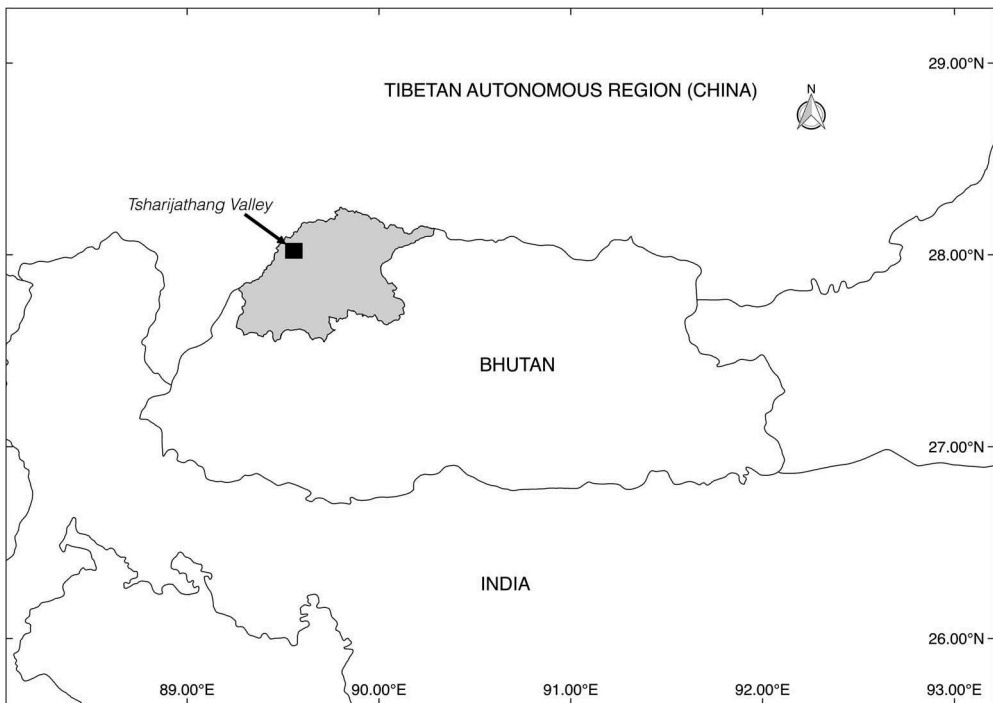 29.00°N
TIBETAN AUTONOMOUS REGION (CHINA)
N
Tsharijathang Valley
28.00°N
BHUTAN
27.00°N
INDIA
26.00°N
89.00°E
90.00°E
91.00°E
92.00°E
93.00°E